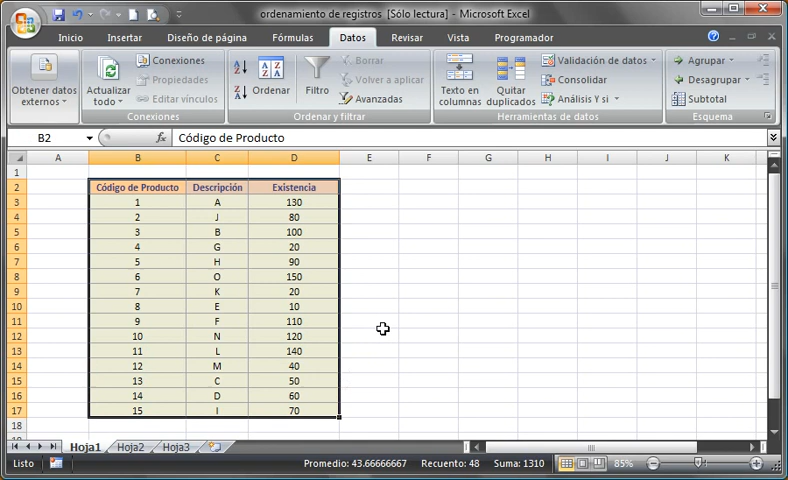 ordenamiento de registros [Sólo lectura] - Microsoft Excel
Inicio Insertar Diseño de página Fórmulas Datos Revisar Vista Programador
Obtener datos externos
Actualizar todo
Conexiones
Propiedades
Editar vínculos
Conexiones
Ordenar
Filtro
Borrar
Volver a aplicar
Avanzadas
Ordenar y filtrar
Texto en columnas
Quitar duplicados
Validación de datos
Consolidar
Análisis Y si
Herramientas de datos
Agrupar
Desagrupar
Subtotal
Esquema
B2 fx Código de Producto
A B C D E F G H I J K
1
2 Código de Producto Descripción Existencia
3 1 A 130
4 2 J 80
5 3 B 100
6 4 G 20
7 5 H 90
8 6 O 150
9 7 K 20
10 8 E 10
11 9 F 110
12 10 N 120
13 11 L 140
14 12 M 40
15 13 C 50
16 14 D 60
17 15 I 70
18
Hoja1 Hoja2 Hoja3
Listo Promedio: 43.66666667 Recuento: 48 Suma: 1310 85%